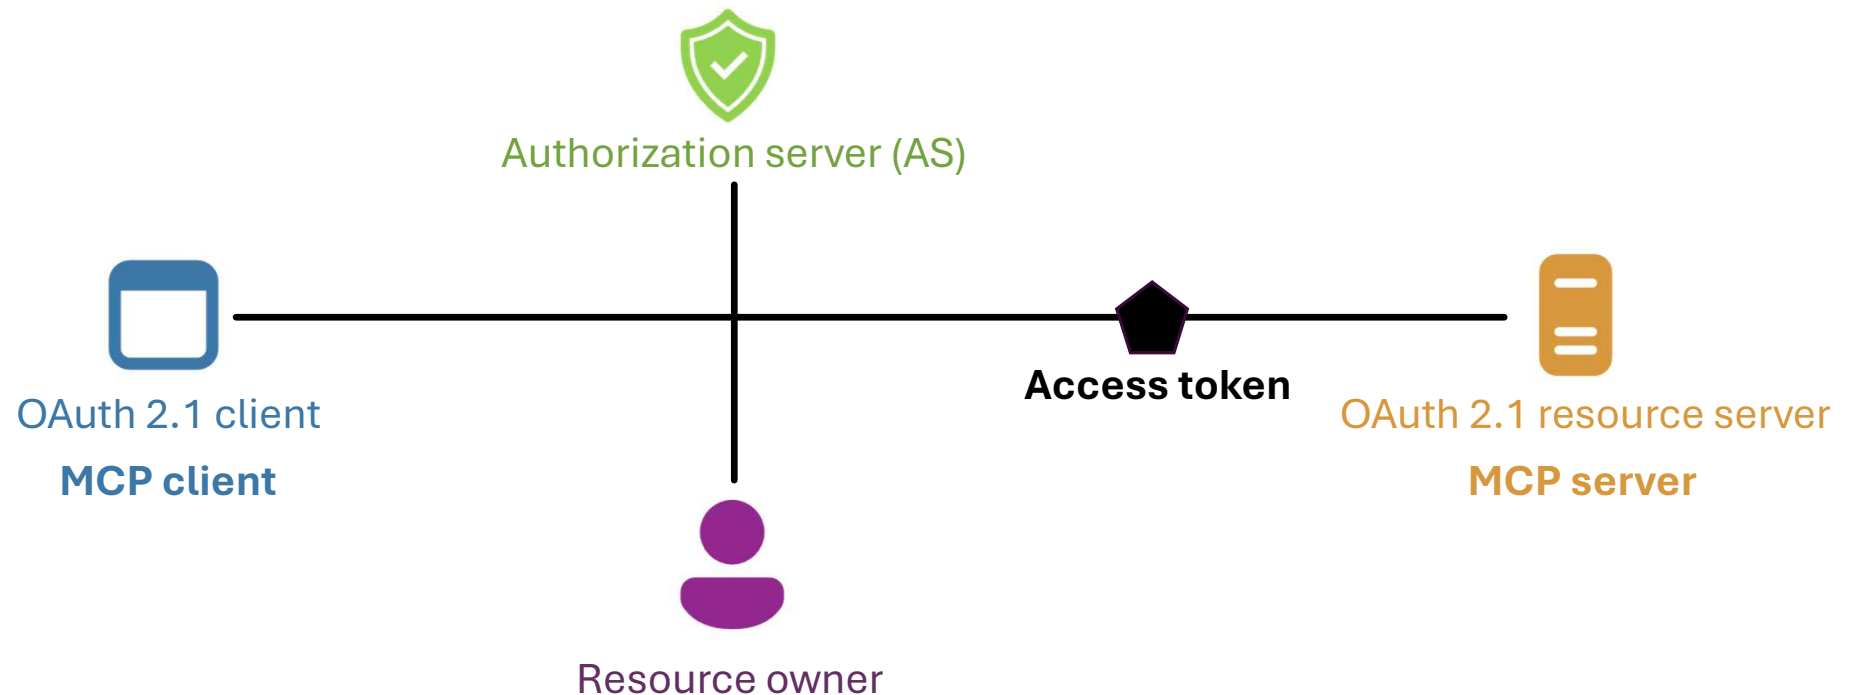 Authorization server (AS)
Access token
OAuth 2.1 client
MCP client
OAuth 2.1 resource server
MCP server
Resource owner